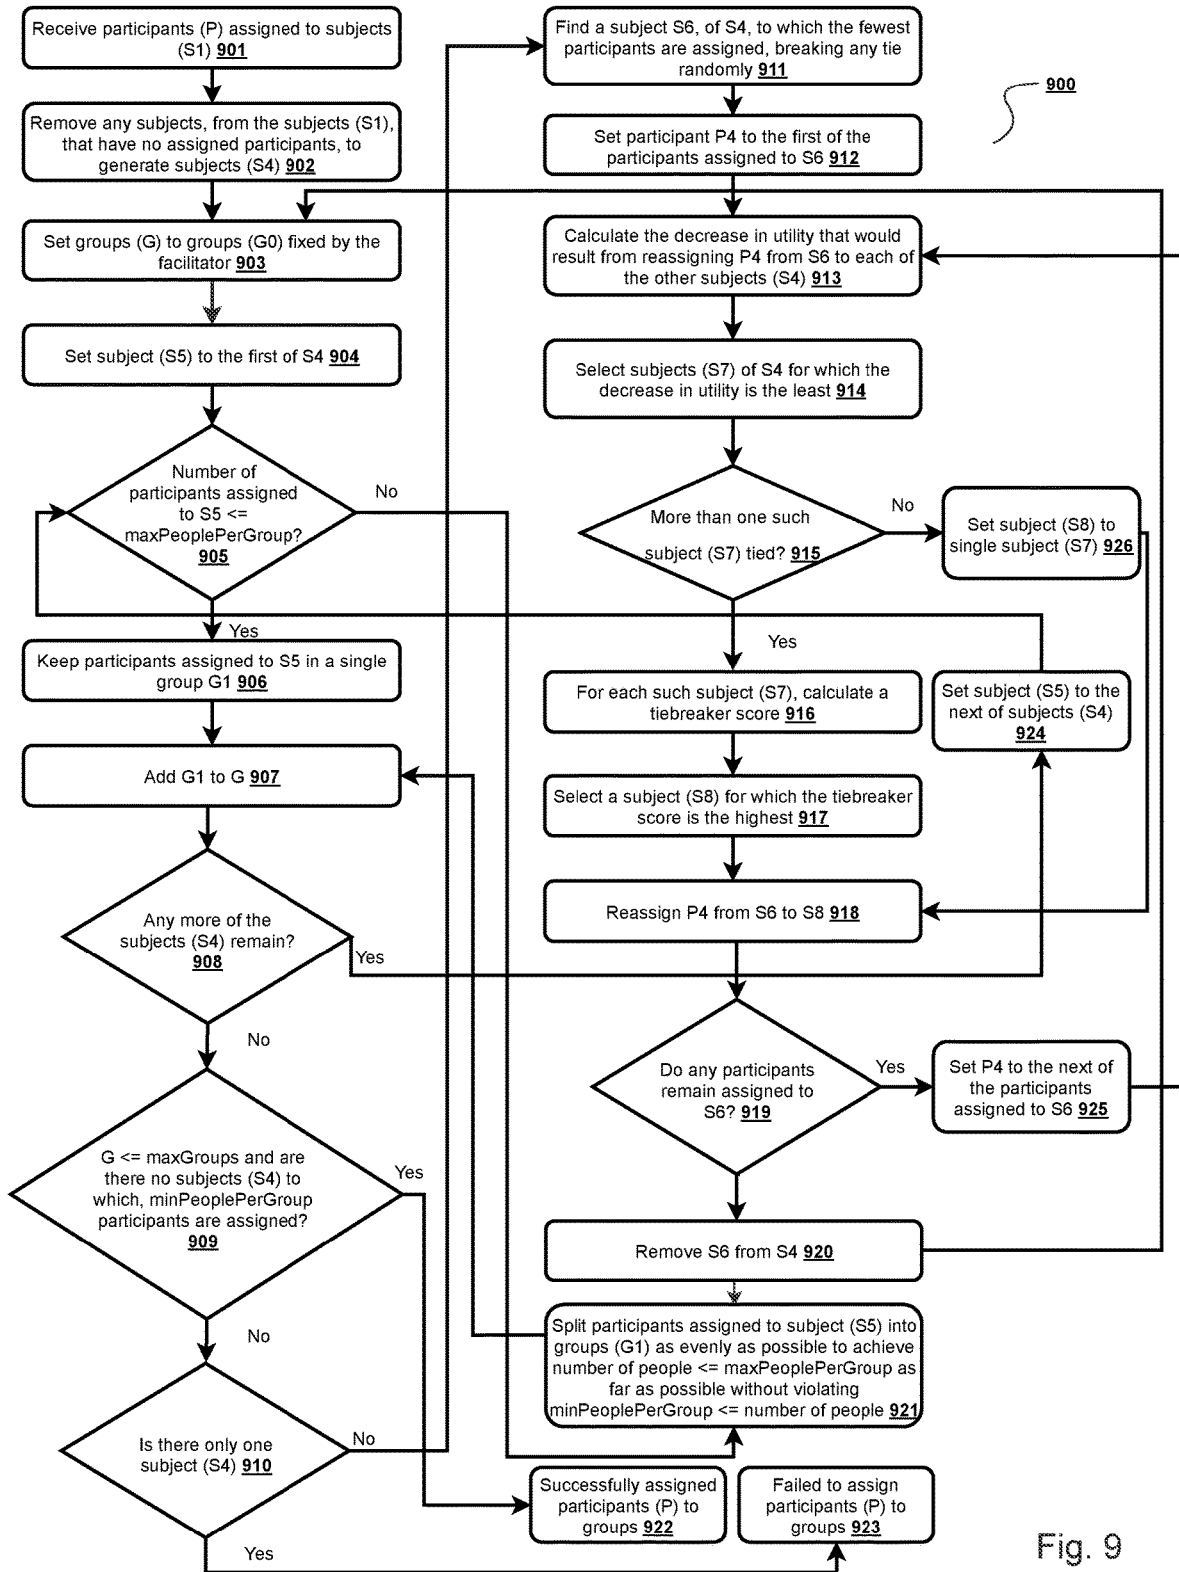 Receive participants (P) assigned to subjects
(S1) 901
Remove any subjects, from the subjects (S1),
that have no assigned participants, to
generate subjects (S4) 902
Set groups (G) to groups (G0) fixed by the
facilitator 903
Set subject (S5) to the first of S4 904
Number of
participants assigned
to S5 <=
maxPeoplePerGroup?
905
No
Yes
Keep participants assigned to S5 in a single
group G1 906
Add G1 to G 907
Any more of the
subjects (S4) remain?
908
Yes
No
G <= maxGroups and are
there no subjects (S4) to
which, minPeoplePerGroup
participants are assigned?
909
Yes
No
Is there only one
subject (S4) 910
No
Yes
Find a subject S6, of S4, to which the fewest
participants are assigned, breaking any tie
randomly 911
Set participant P4 to the first of the
participants assigned to S6 912
Calculate the decrease in utility that would
result from reassigning P4 from S6 to each of
the other subjects (S4) 913
Select subjects (S7) of S4 for which the
decrease in utility is the least 914
More than one such
subject (S7) tied? 915
No
Set subject (S8) to
single subject (S7) 926
Yes
For each such subject (S7), calculate a
tiebreaker score 916
Set subject (S5) to the
next of subjects (S4)
924
Select a subject (S8) for which the tiebreaker
score is the highest 917
Reassign P4 from S6 to S8 918
Do any participants
remain assigned to
S6? 919
Yes
Set P4 to the next of
the participants
assigned to S6 925
Remove S6 from S4 920
Split participants assigned to subject (S5) into
groups (G1) as evenly as possible to achieve
number of people <= maxPeoplePerGroup as
far as possible without violating
minPeoplePerGroup <= number of people 921
Successfully assigned
participants (P) to
groups 922
Failed to assign
participants (P) to
groups 923
900
Fig. 9